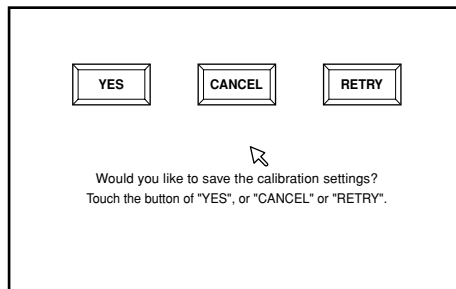 YES CANCEL RETRY
Would you like to save the calibration settings?
Touch the button of "YES", or "CANCEL" or "RETRY".